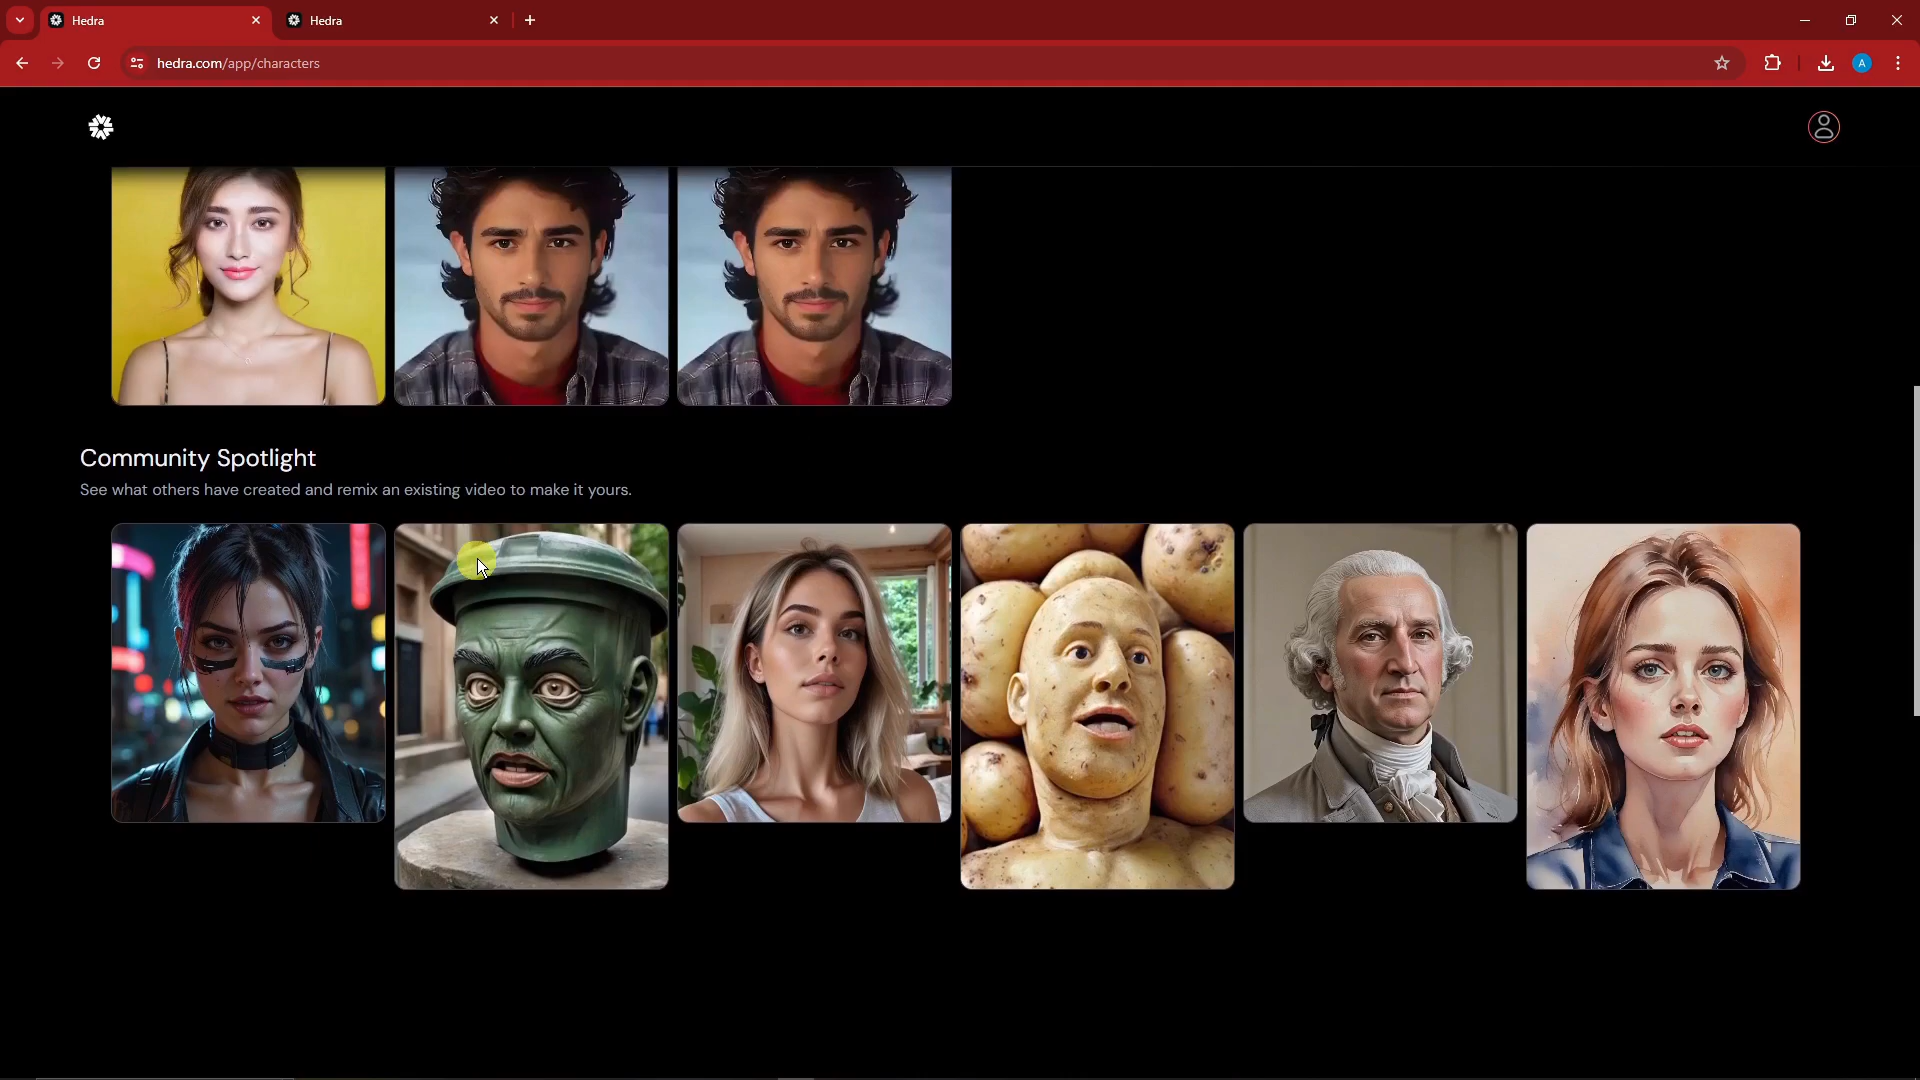 Hedra
Hedra
hedra.com/app/characters
A
Community Spotlight
See what others have created and remix an existing video to make it yours.